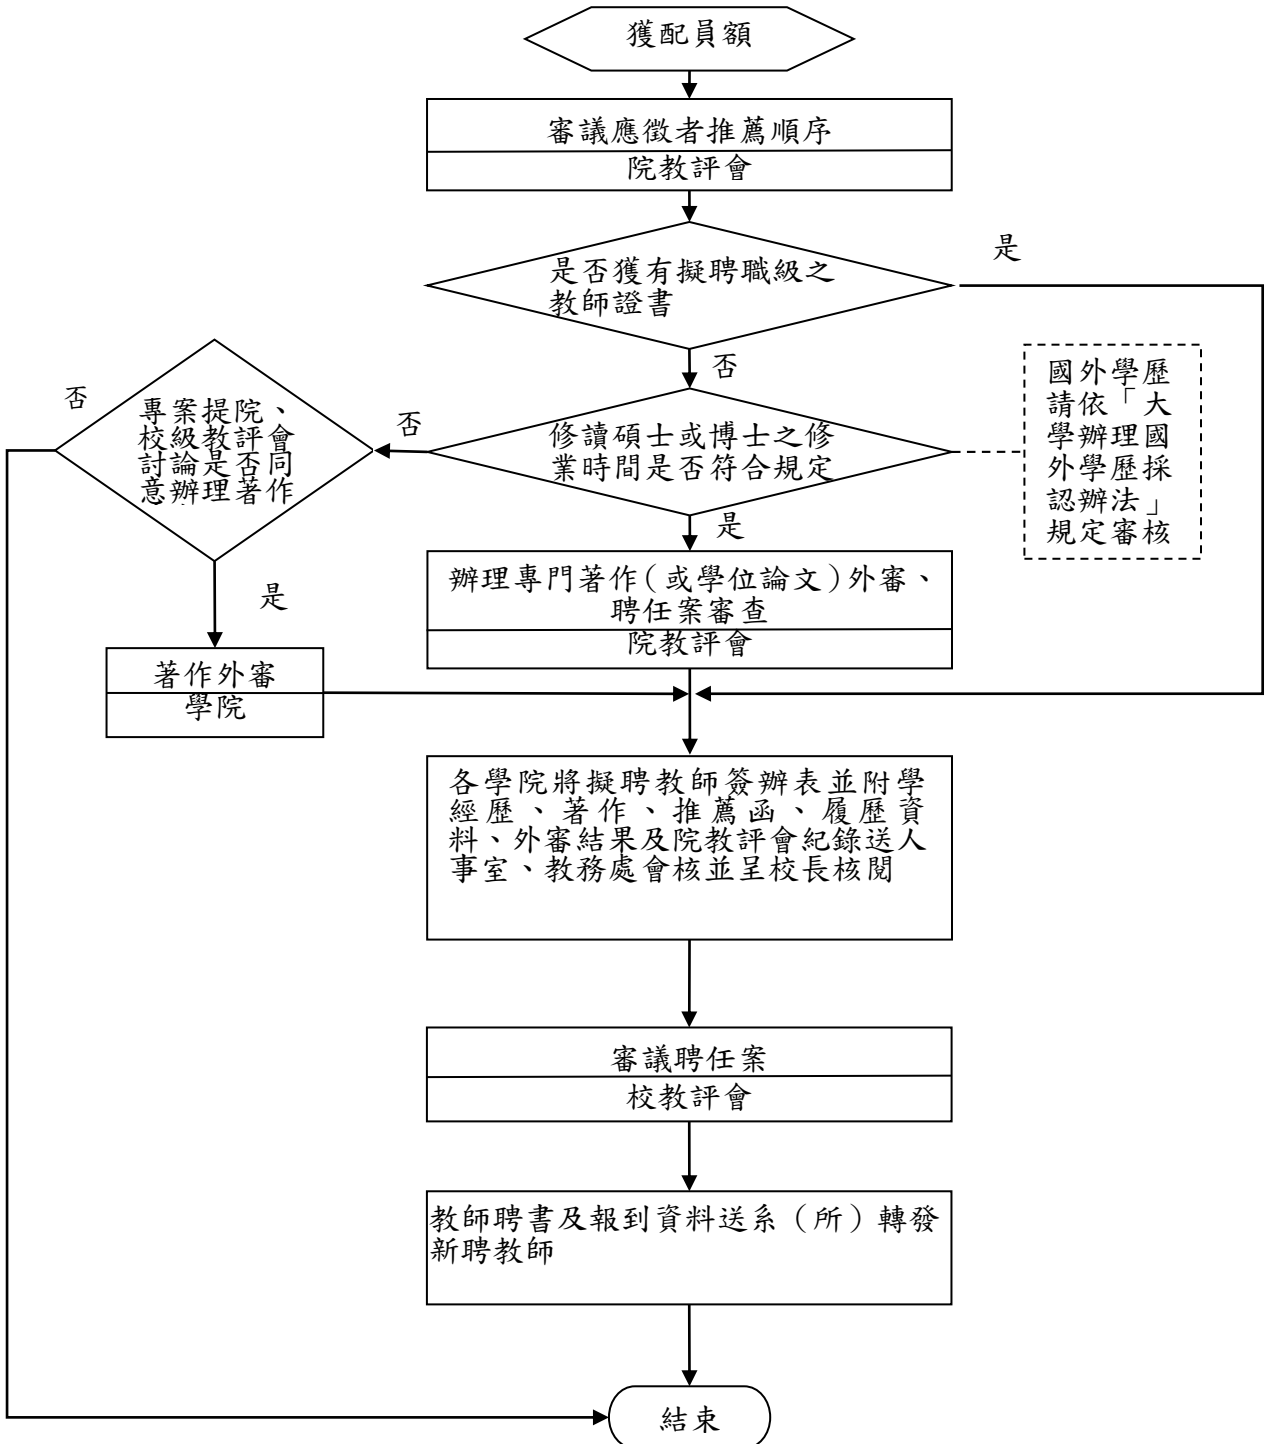 獲配員額
審議應徵者推薦順序
院教評會
是否獲有擬聘職級之
教師證書
是
否
國外學歷
請依「大
學辦理國
外學歷採
認辦法」
規定審核
修讀碩士或博士之修
業時間是否符合規定
否
是
專案提院、
校級教評會
討論是否同
意辦理著作
否
是
辦理專門著作(或學位論文)外審、
聘任案審查
院教評會
著作外審
學院
各學院將擬聘教師簽辦表並附學
經歷、著作、推薦函、履歷資
料、外審結果及院教評會紀錄送人
事室、教務處會核並呈校長核閱
審議聘任案
校教評會
教師聘書及報到資料送系（所）轉發
新聘教師
結束